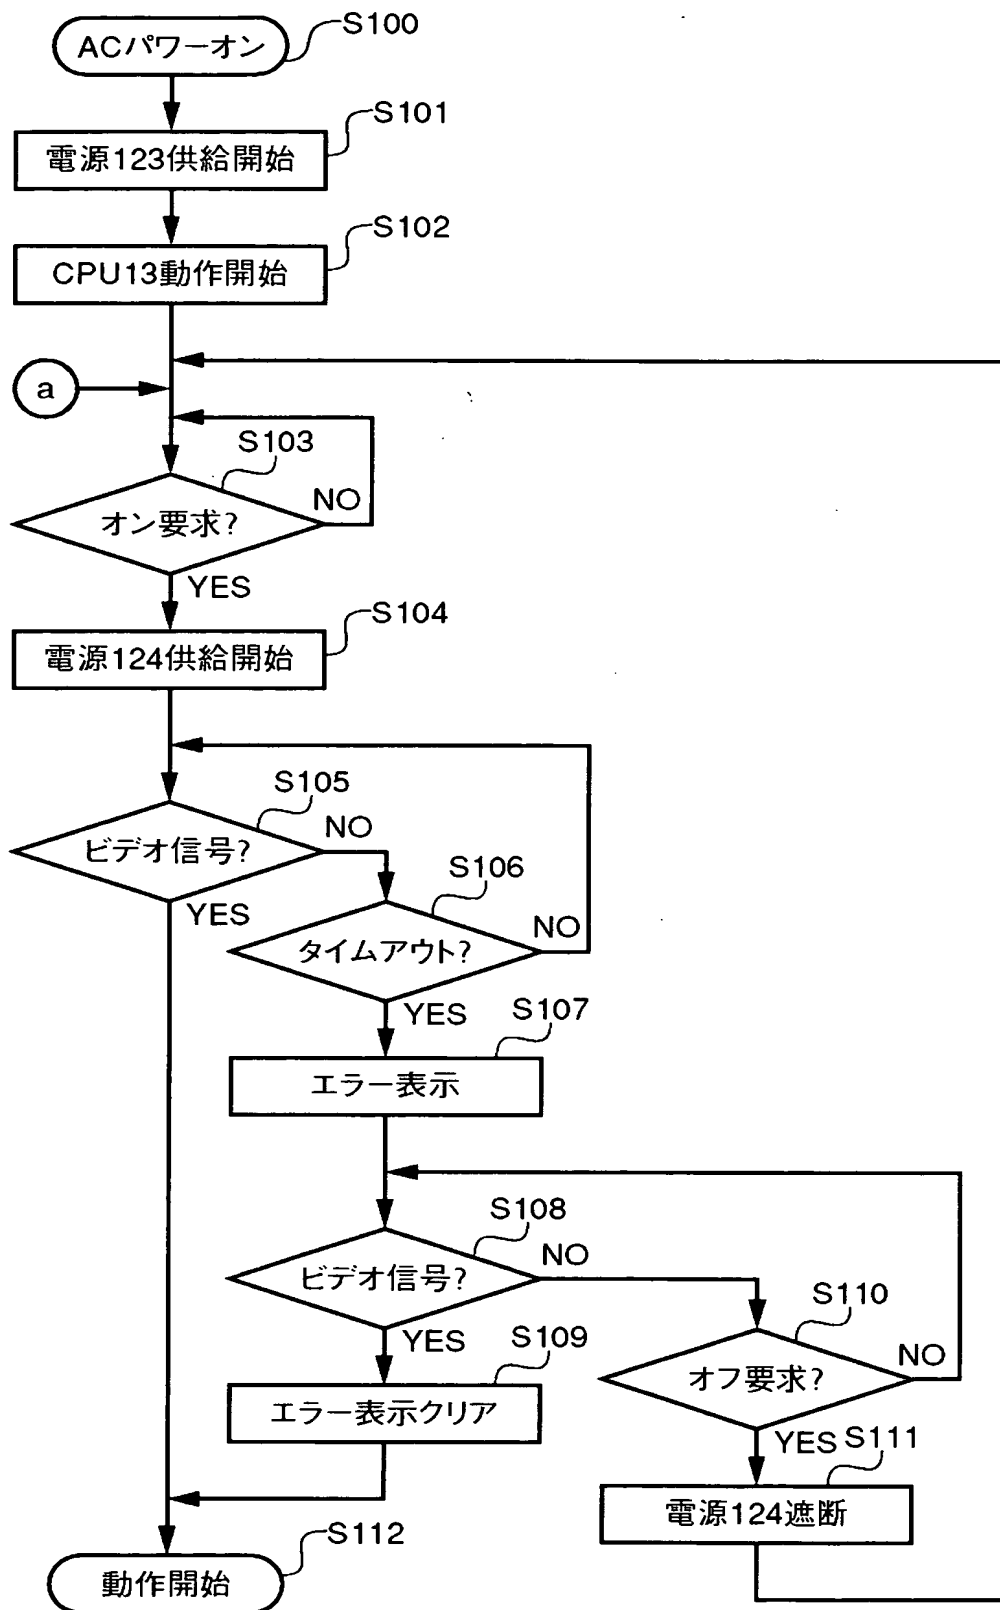 ACパワーオン
S100
S101
電源123供給開始
S102
CPU13動作開始
a
S103
NO
オン要求?
YES
S104
電源124供給開始
S105
NO
ビデオ信号?
YES
S106
NO
タイムアウト?
YES
S107
エラー表示
S108
NO
ビデオ信号?
YES
S109
エラー表示クリア
S110
NO
オフ要求?
YES
S111
電源124遮断
S112
動作開始